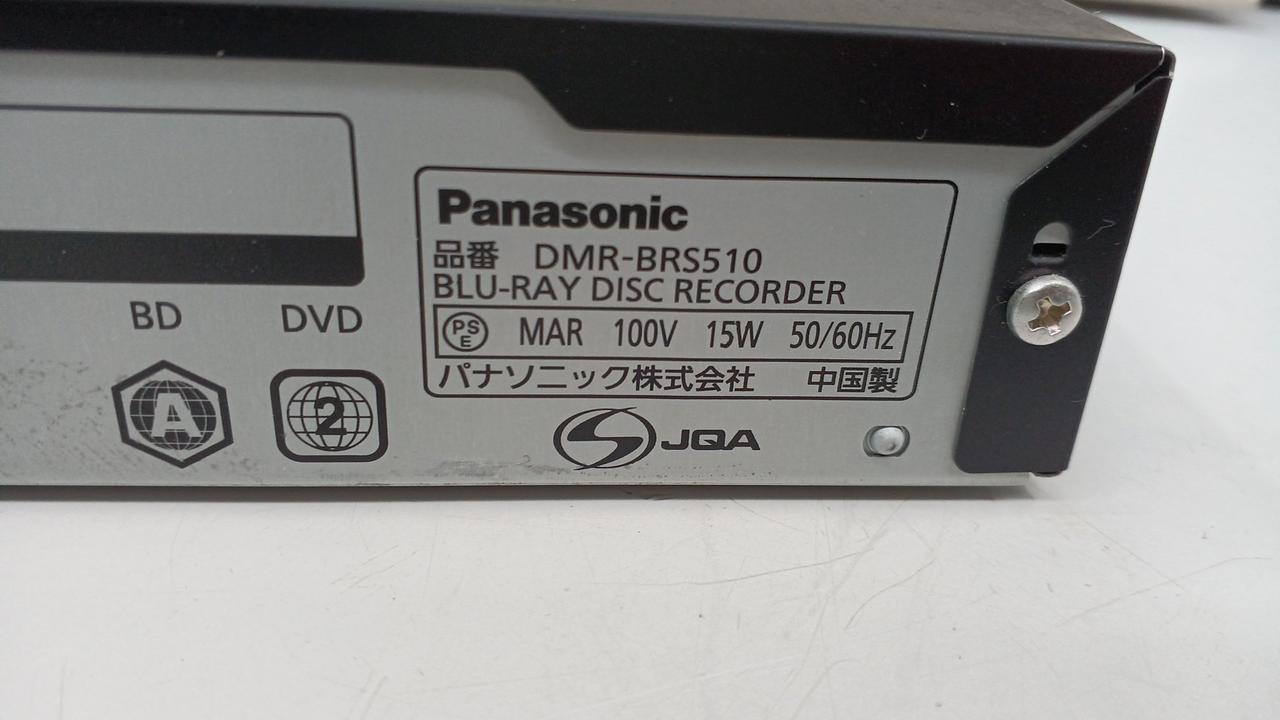 Panasonic
品番 DMR-BRS510
BLU-RAY DISC RECORDER
PS E MAR 100V 15W 50/60Hz
パナソニック株式会社 中国製
BD DVD
A 2
JQA